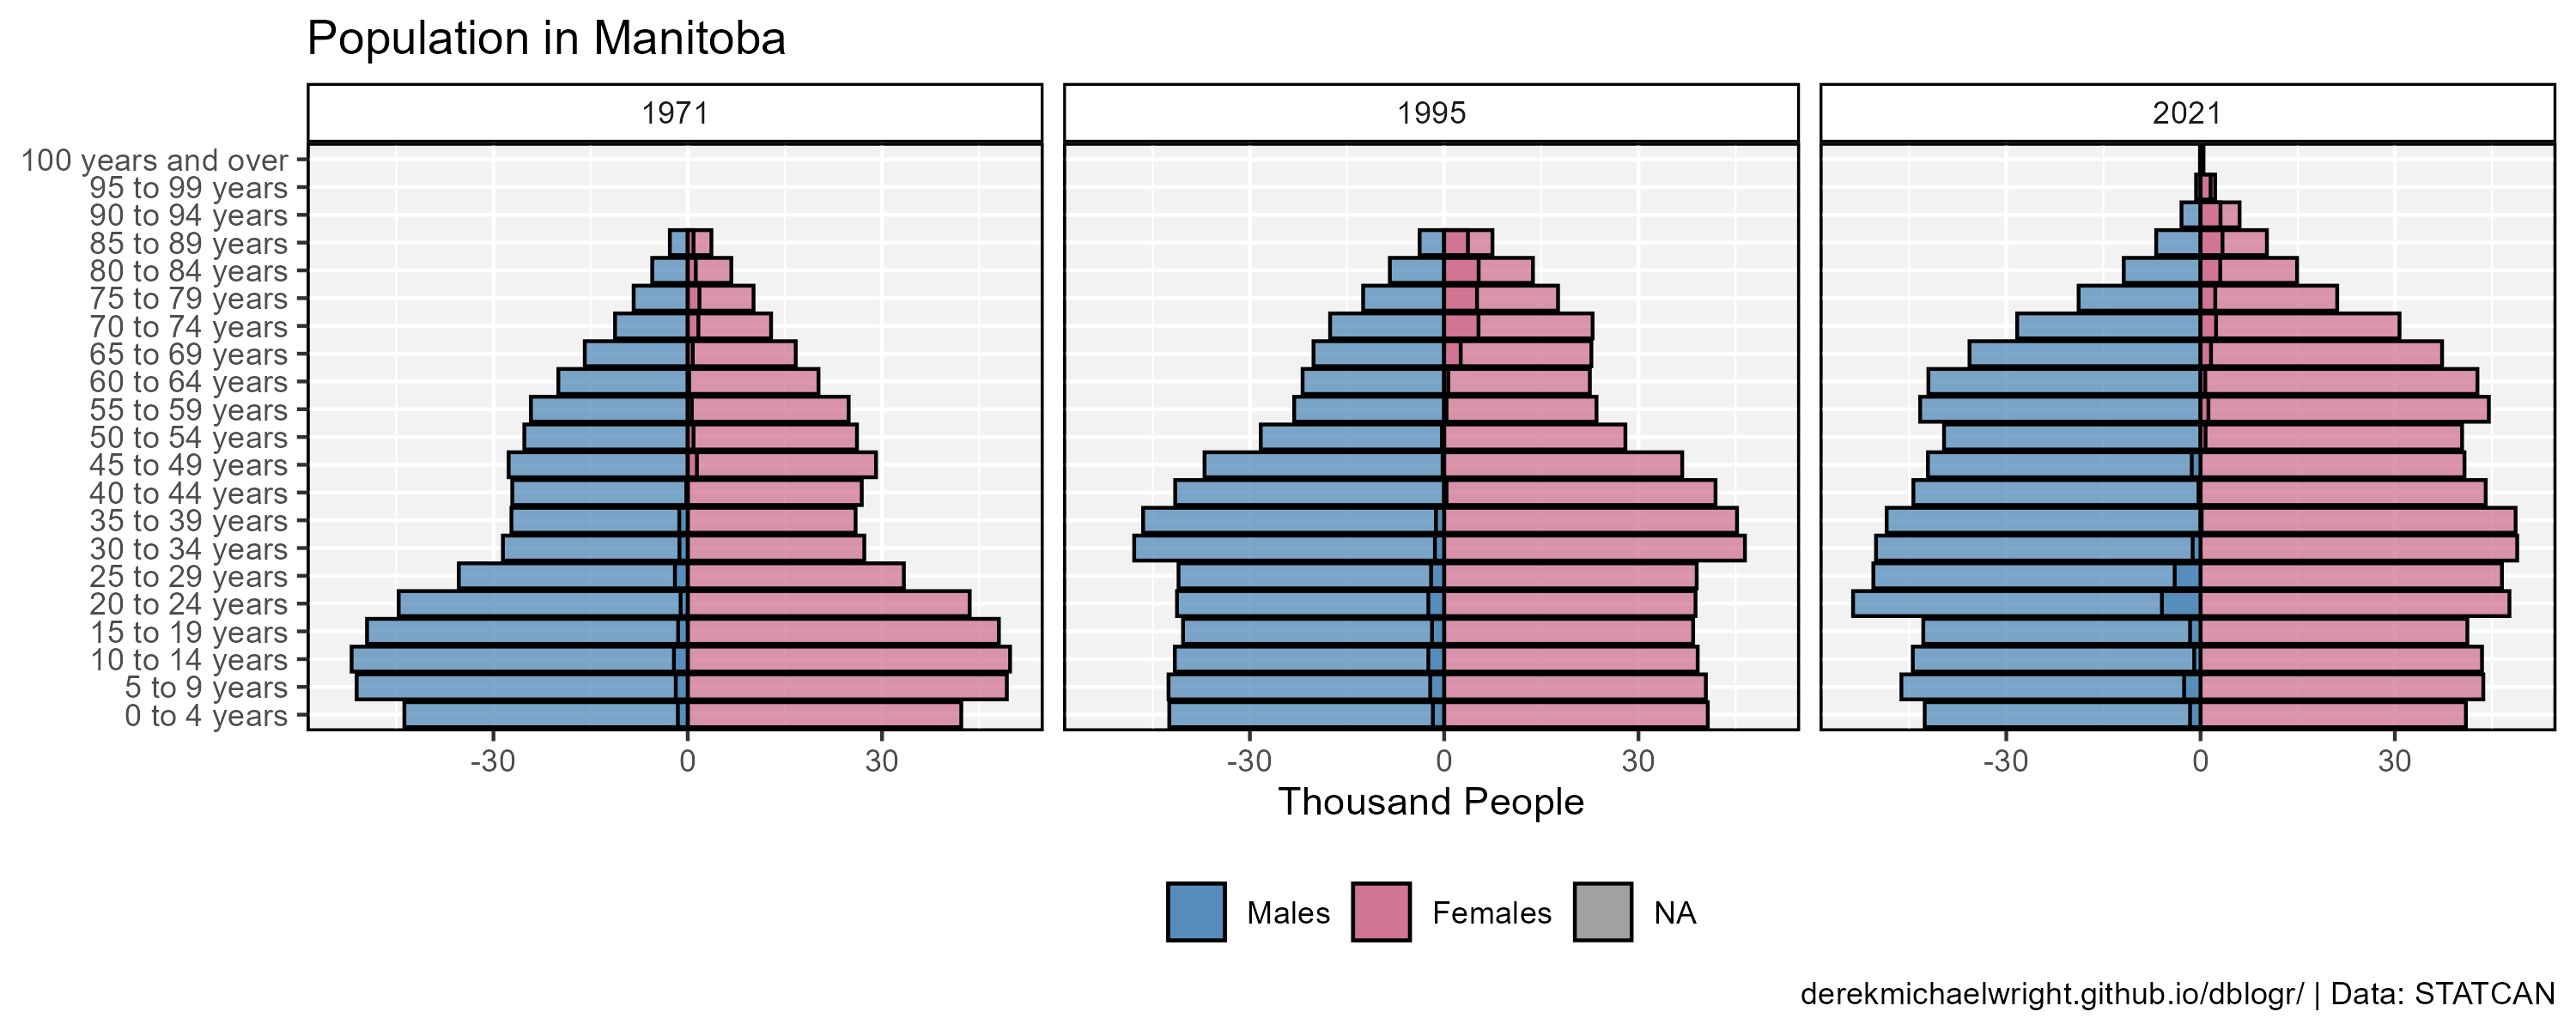 Population in Manitoba
1971
1995
2021
100 years and over
95 to 99 years
90 to 94 years
85 to 89 years
80 to 84 years
75 to 79 years
70 to 74 years
65 to 69 years
60 to 64 years
55 to 59 years
50 to 54 years
45 to 49 years
40 to 44 years
35 to 39 years
30 to 34 years
25 to 29 years
20 to 24 years
15 to 19 years
10 to 14 years
5 to 9 years
0 to 4 years
-30 0 30
-30 0 30
-30 0 30
Thousand People
Males Females NA
derekmichaelwright.github.io/dblogr/ | Data: STATCAN